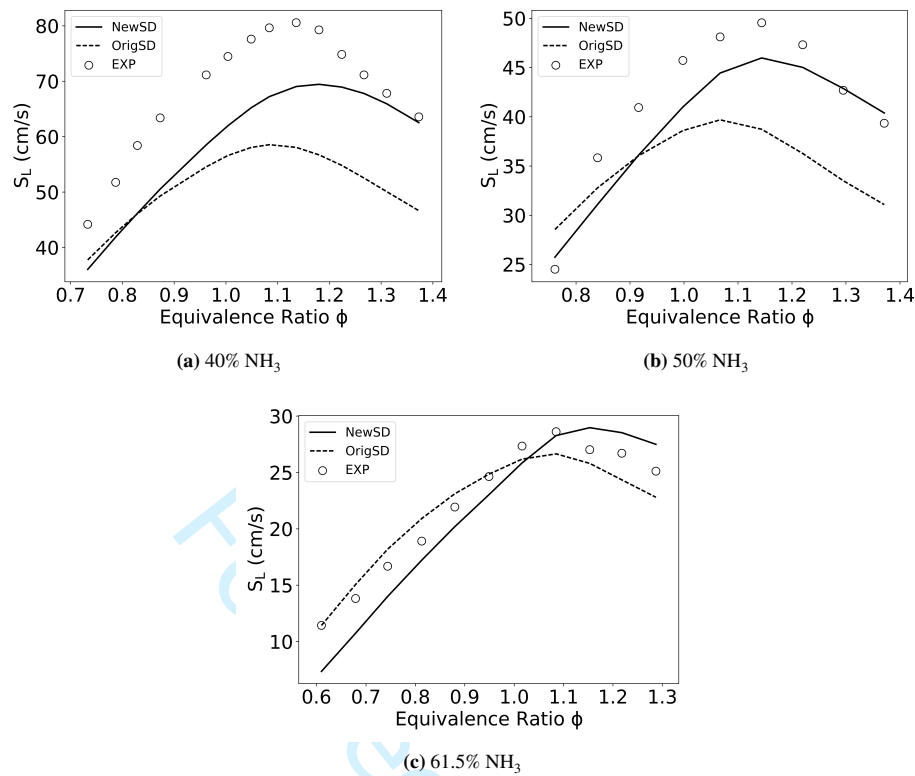 80
70
60
50
40
S_L (cm/s)
NewSD
OrigSD
EXP
0.7 0.8 0.9 1.0 1.1 1.2 1.3 1.4
Equivalence Ratio ϕ
(a) 40% NH₃
50
45
40
35
30
25
S_L (cm/s)
NewSD
OrigSD
EXP
0.8 0.9 1.0 1.1 1.2 1.3 1.4
Equivalence Ratio ϕ
(b) 50% NH₃
30
25
20
15
10
S_L (cm/s)
NewSD
OrigSD
EXP
0.6 0.7 0.8 0.9 1.0 1.1 1.2 1.3
Equivalence Ratio ϕ
(c) 61.5% NH₃